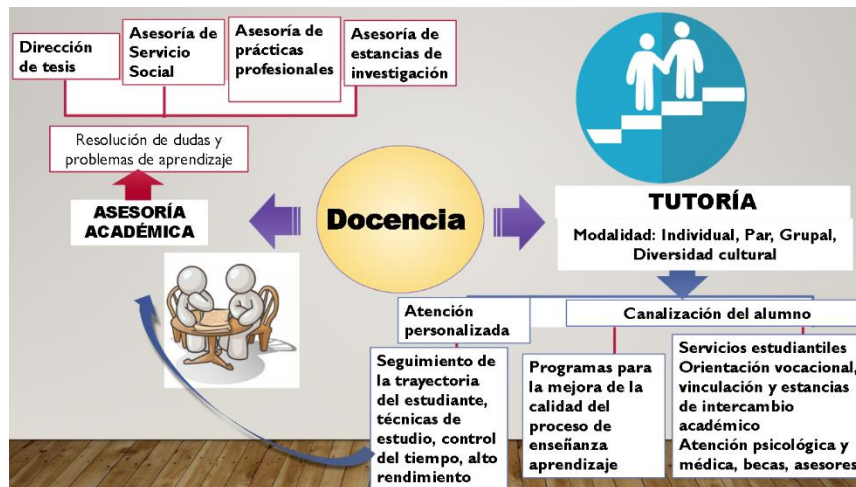 Dirección
de tesis
Asesoría de
Servicio
Social
Asesoría de
prácticas
profesionales
Asesoría de
estancias de
investigación
Resolución de dudas y
problemas de aprendizaje
ASESORÍA
ACADÉMICA
Docencia
TUTORÍA
Modalidad: Individual, Par, Grupal,
Diversidad cultural
Atención
personalizada
Canalización del alumno
Seguimiento de
la trayectoria
del estudiante,
técnicas de
estudio, control
del tiempo, alto
rendimiento
Programas para
la mejora de la
calidad del
proceso de
enseñanza
aprendizaje
Servicios estudiantiles
Orientación vocacional,
vinculación y estancias
de intercambio
académico
Atención psicológica y
médica, becas, asesores